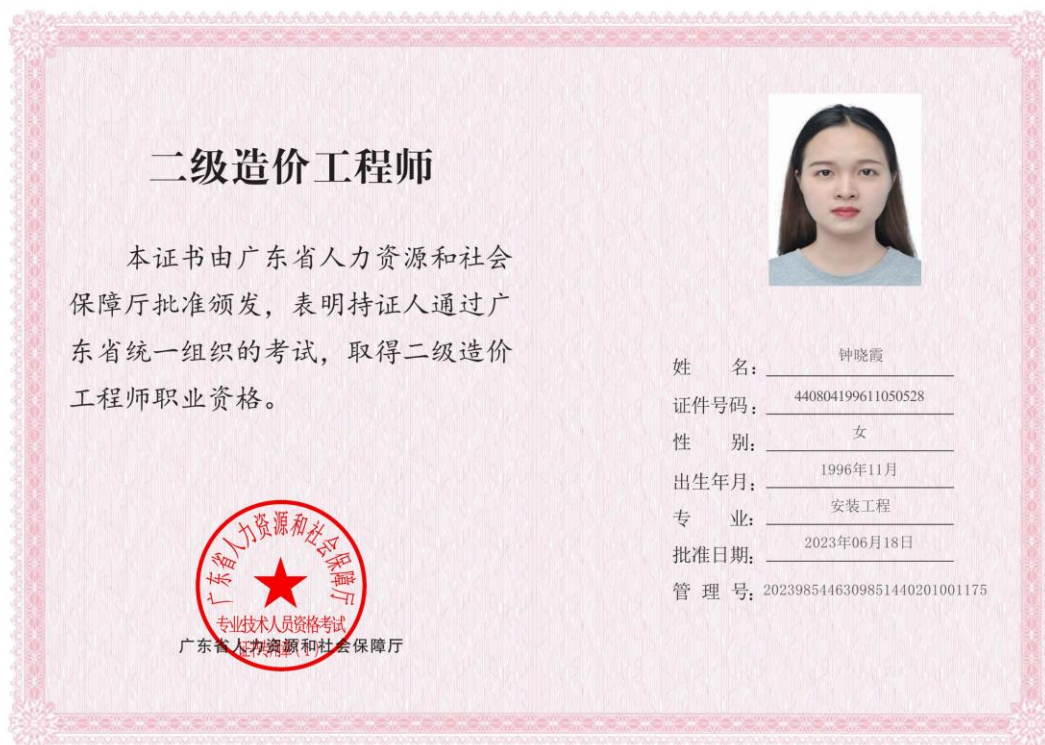 二级造价工程师
本证书由广东省人力资源和社会
保障厅批准颁发，表明持证人通过广
东省统一组织的考试，取得二级造价
工程师职业资格。
广东省人力资源和社会保障厅
专业技术人员资格考试
广东省人力资源和社会保障厅
姓 名：钟晓霞
证件号码：440804199611050528
性 别：女
出生年月：1996年11月
专 业：安装工程
批准日期：2023年06月18日
管 理 号：2023985446309851440201001175